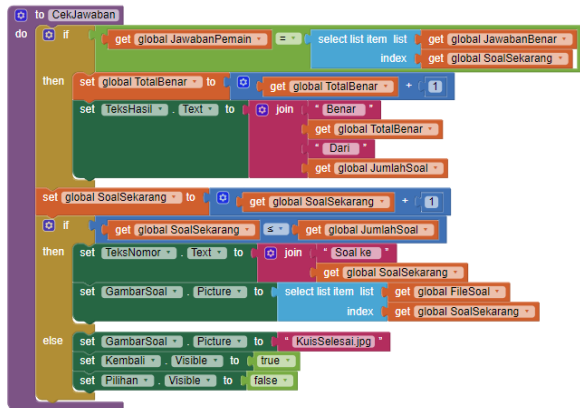 to CekJawaban
do if get global JawabanPemain = select list item list get global JawabanBenar
index get global SoalSekarang
then set global TotalBenar to get global TotalBenar + 1
set TeksHasil . Text to join " Benar "
get global TotalBenar
" Dari "
get global JumlahSoal
set global SoalSekarang to get global SoalSekarang + 1
if get global SoalSekarang ≤ get global JumlahSoal
then set TeksNomor . Text to join " Soal ke "
get global SoalSekarang
set GambarSoal . Picture to select list item list get global FileSoal
index get global SoalSekarang
else set GambarSoal . Picture to " KuisSelesai.jpg "
set Kembali . Visible to true
set Pilihan . Visible to false